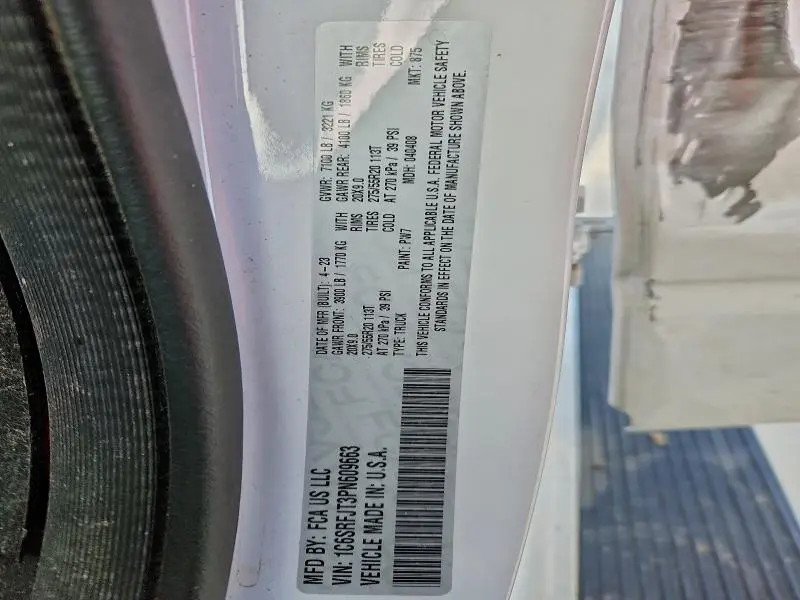 MFD BY: FCA US LLC
DATE OF MFR (BUILT): 4-23
GVWR: 7100 LB / 3221 KG
GAWR FRONT: 3900 LB / 1770 KG WITH
GAWR REAR: 4100 LB / 1860 KG WITH
20X9.0 RIMS
20X9.0 RIMS
275/55R20 113T TIRES
275/55R20 113T TIRES
AT 270 kPa / 39 PSI COLD
AT 270 kPa / 39 PSI COLD
VIN: 1C6SRFJT3PN609663
TYPE: TRUCK
PAINT: PW7
MDH: 040408
MKT: 875
VEHICLE MADE IN: U.S.A.
THIS VEHICLE CONFORMS TO ALL APPLICABLE U.S.A. FEDERAL MOTOR VEHICLE SAFETY
STANDARDS IN EFFECT ON THE DATE OF MANUFACTURE SHOWN ABOVE.